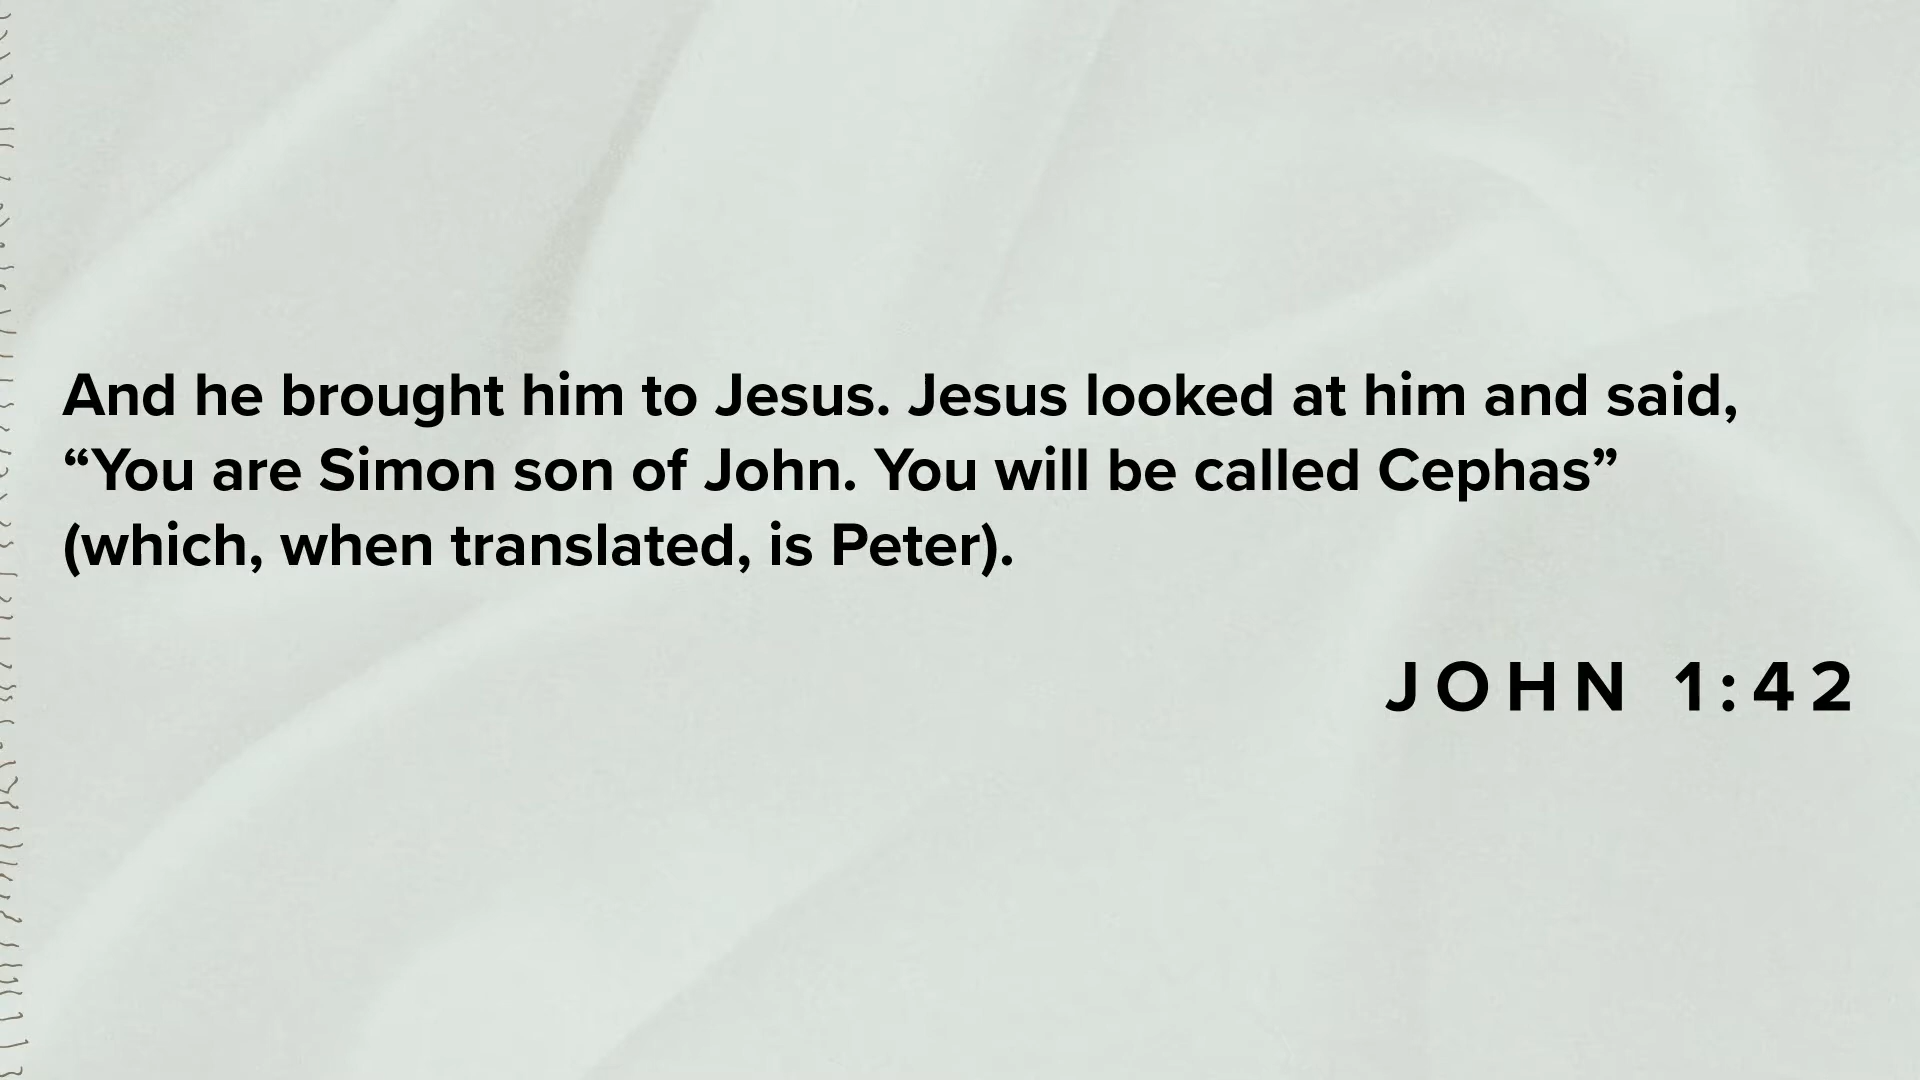 And he brought him to Jesus. Jesus looked at him and said,
“You are Simon son of John. You will be called Cephas”
(which, when translated, is Peter).
JOHN 1:42